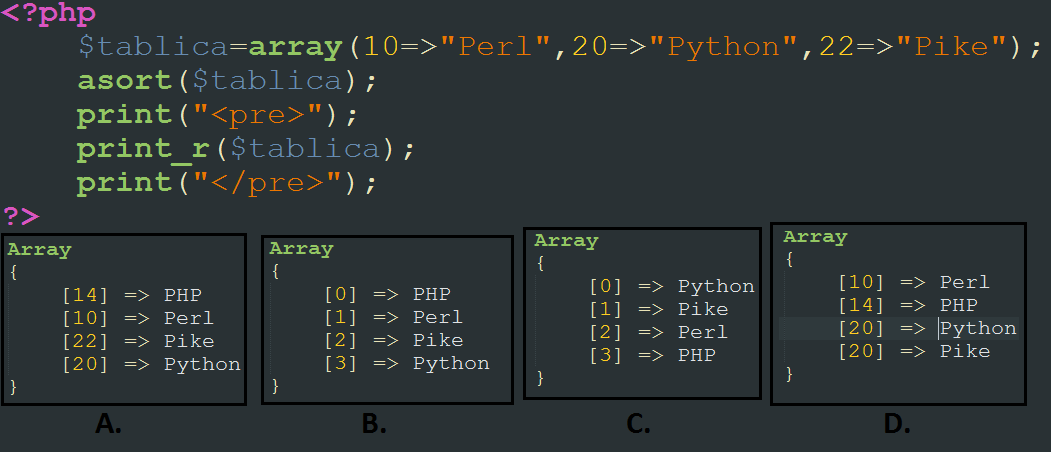 <?php
$tablica=array(10=>"Perl",20=>"Python",22=>"Pike");
asort($tablica);
print("<pre>");
print_r($tablica);
print("</pre>");
?>
Array
{
[14] => PHP
[10] => Perl
[22] => Pike
[20] => Python
}
A.
Array
{
[0] => PHP
[1] => Perl
[2] => Pike
[3] => Python
}
B.
Array
{
[0] => Python
[1] => Pike
[2] => Perl
[3] => PHP
}
C.
Array
{
[10] => Perl
[14] => PHP
[20] => Python
[20] => Pike
}
D.